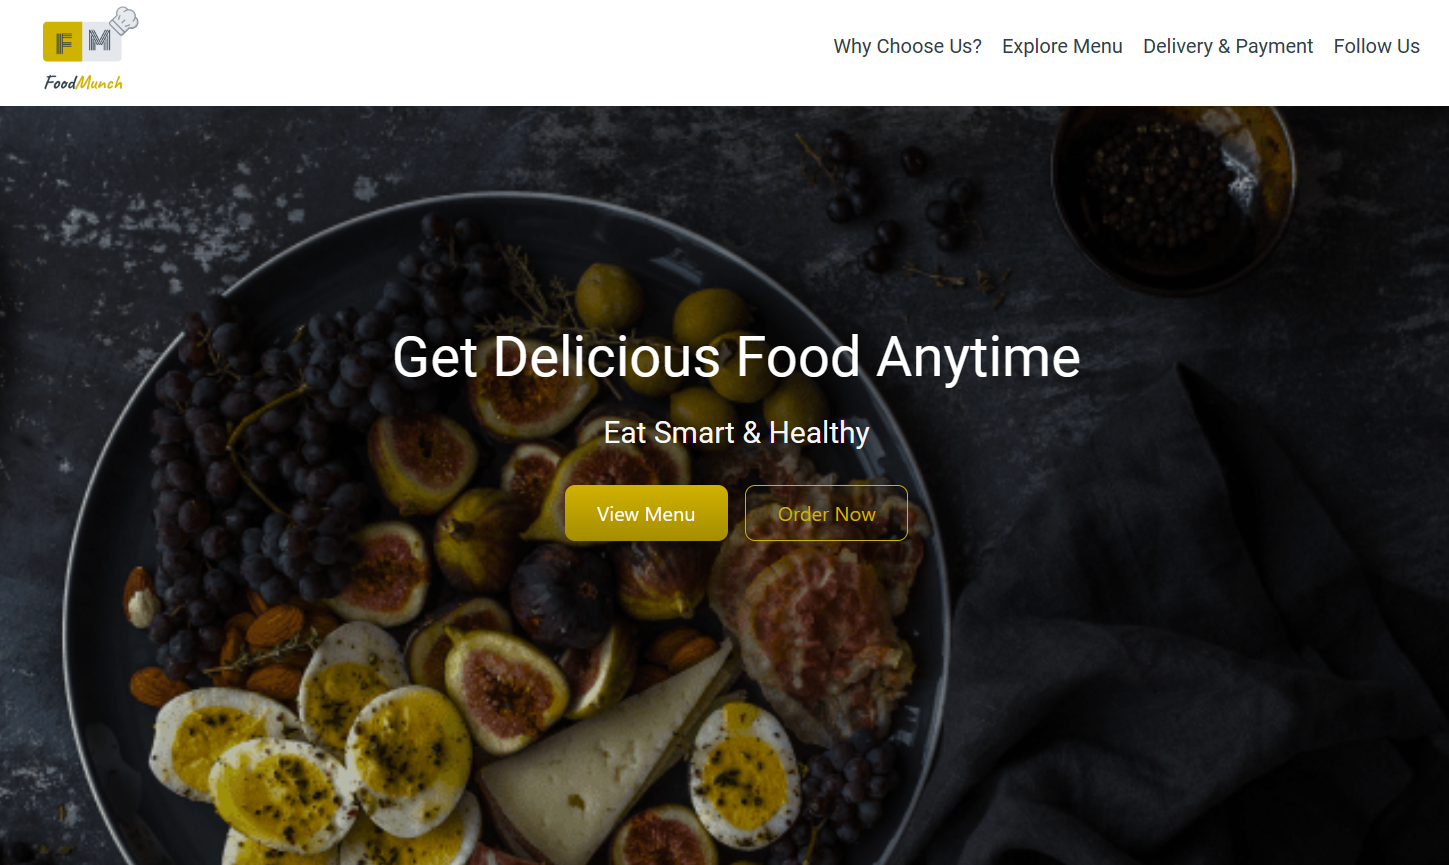 F M
FoodMunch
Why Choose Us? Explore Menu Delivery & Payment Follow Us
Get Delicious Food Anytime
Eat Smart & Healthy
View Menu Order Now